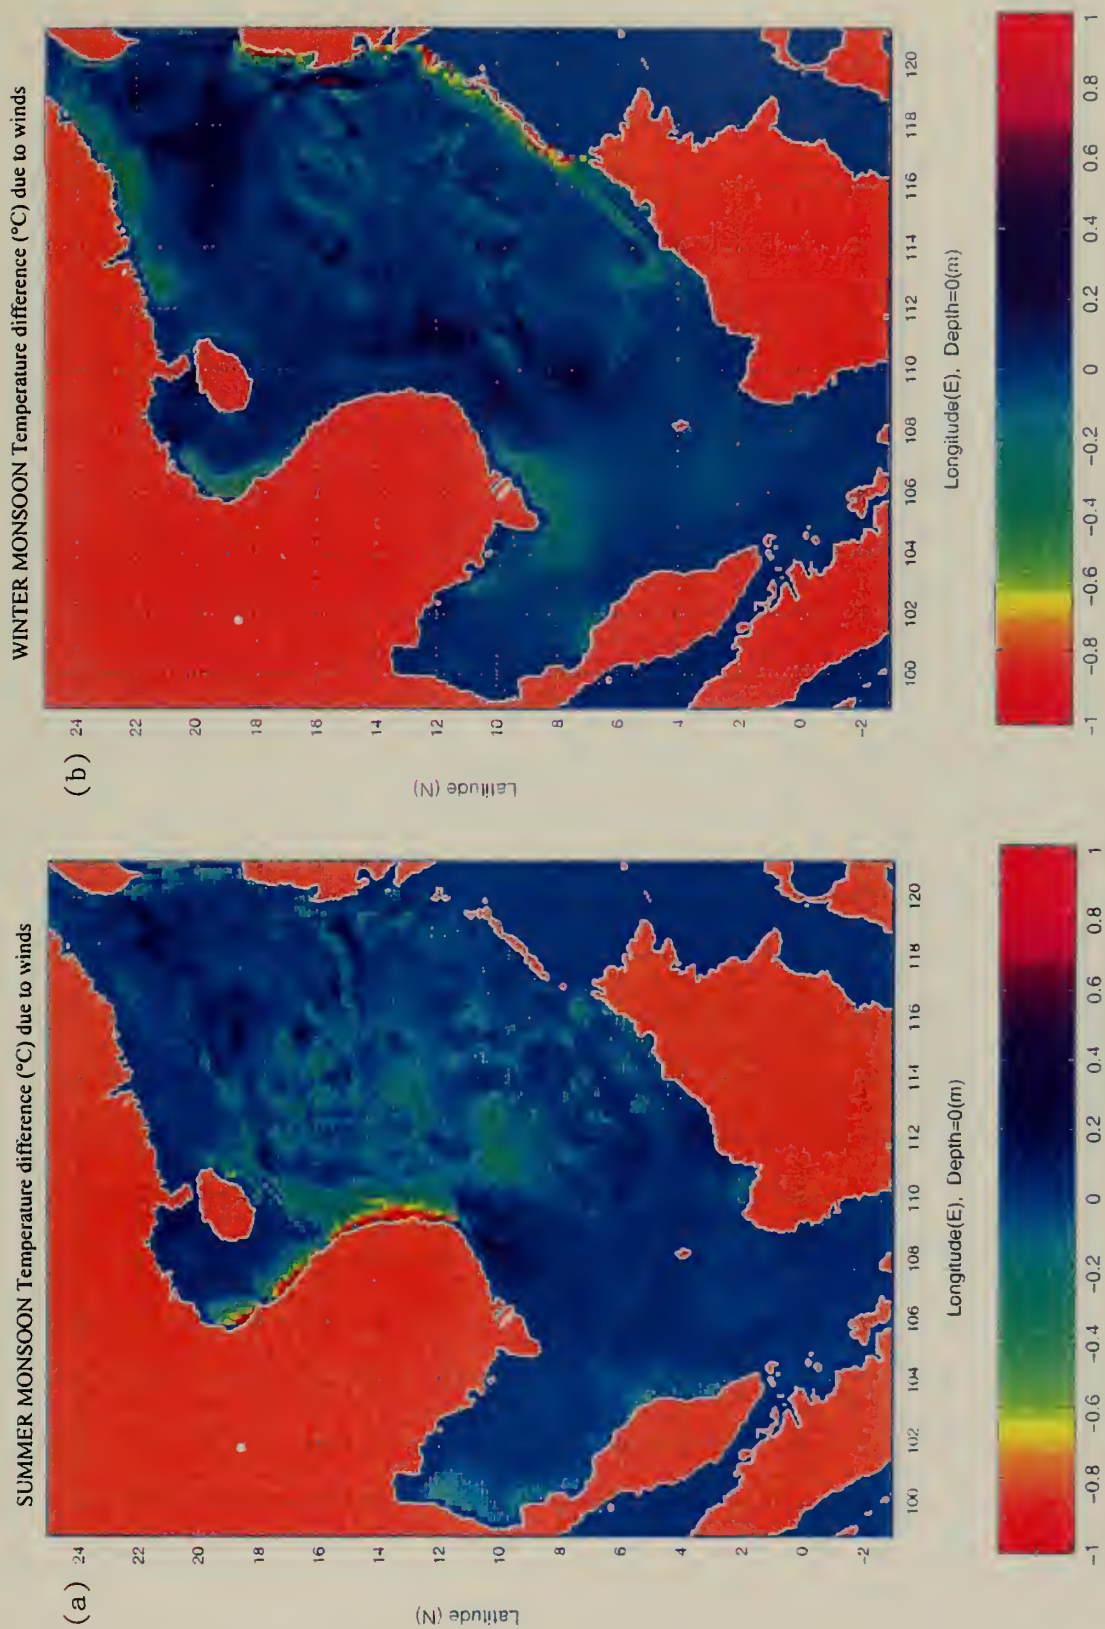 SUMMER MONSOON Temperature difference (°C) due to winds
(a)
24
22
20
18
16
14
12
10
8
6
4
2
0
-2
Latitude (N)
100 102 104 106 108 110 112 114 116 118 120
Longitude(E), Depth=0(m)
-1 -0.8 -0.6 -0.4 -0.2 0 0.2 0.4 0.6 0.8 1
WINTER MONSOON Temperature difference (°C) due to winds
(b)
24
22
20
18
16
14
12
10
8
6
4
2
0
-2
Latitude (N)
100 102 104 106 108 110 112 114 116 118 120
Longitude(E), Depth=0(m)
-1 -0.8 -0.6 -0.4 -0.2 0 0.2 0.4 0.6 0.8 1